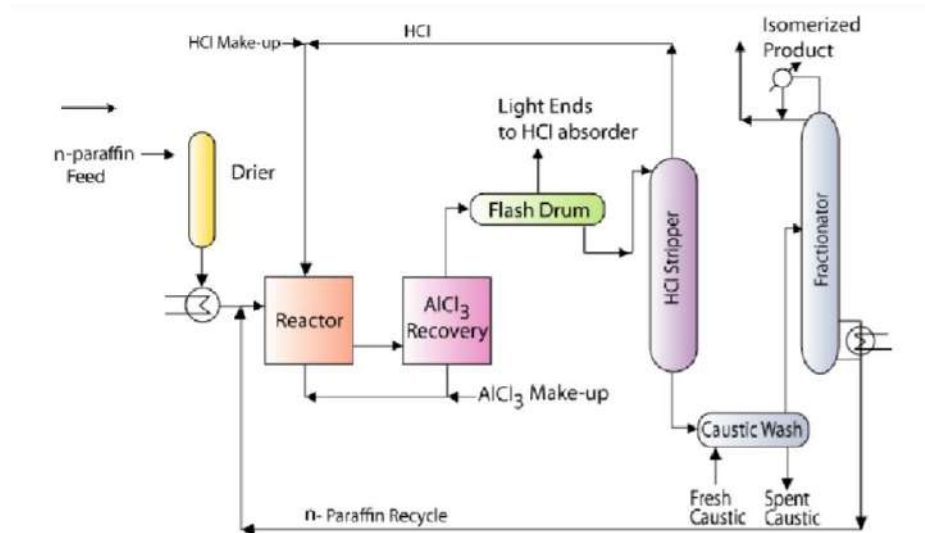 Isomerized
Product
HCl Make-up
HCl
Light Ends
to HCl absorder
n-paraffin
Feed
Drier
Flash Drum
HCl Stripper
Fractionator
Reactor
AlCl3
Recovery
AlCl3 Make-up
Caustic Wash
Fresh
Caustic
Spent
Caustic
n- Paraffin Recycle